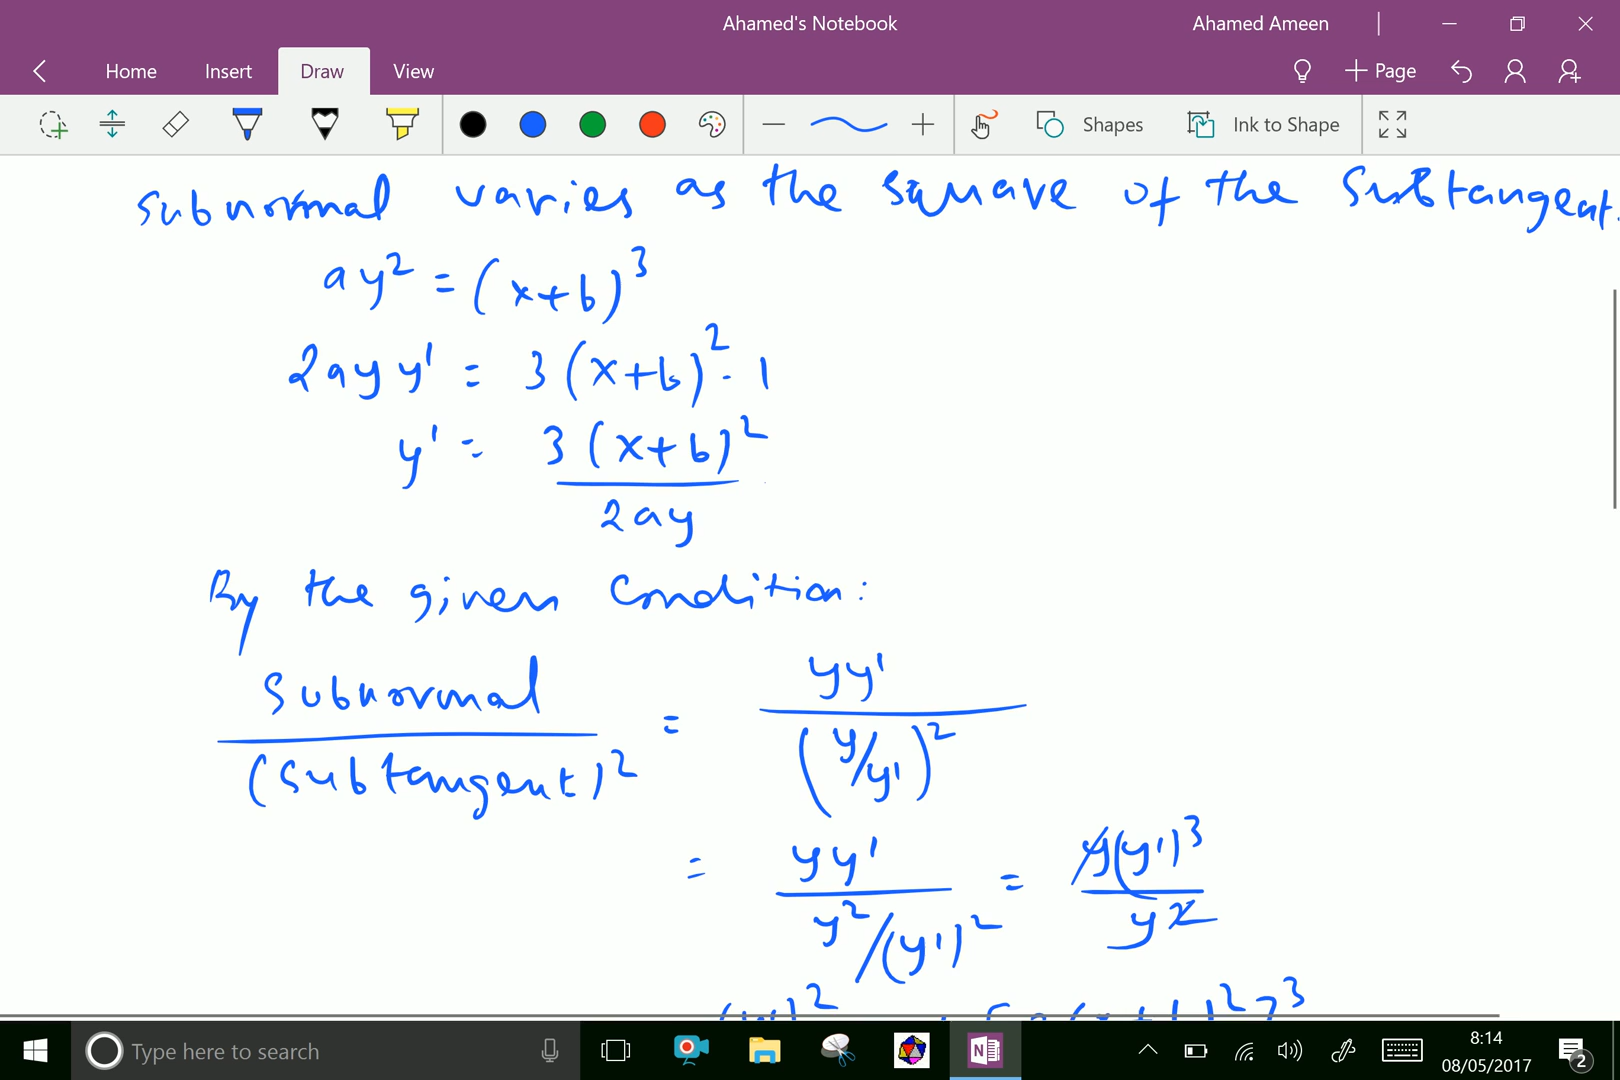 Ahamed's Notebook Ahamed Ameen
Home Insert Draw View Page
Shapes Ink to Shape
Subnormal varies as the square of the Subtangent.
ay² = (x+b)³
2ayy' = 3(x+b)² · 1
y' = 3(x+b)² / 2ay
By the given Condition:
Subnormal / (Subtangent)² = yy' / (y/y')²
= yy' / y²/(y')² = y(y')³ / y²
Type here to search
8:14
08/05/2017
2